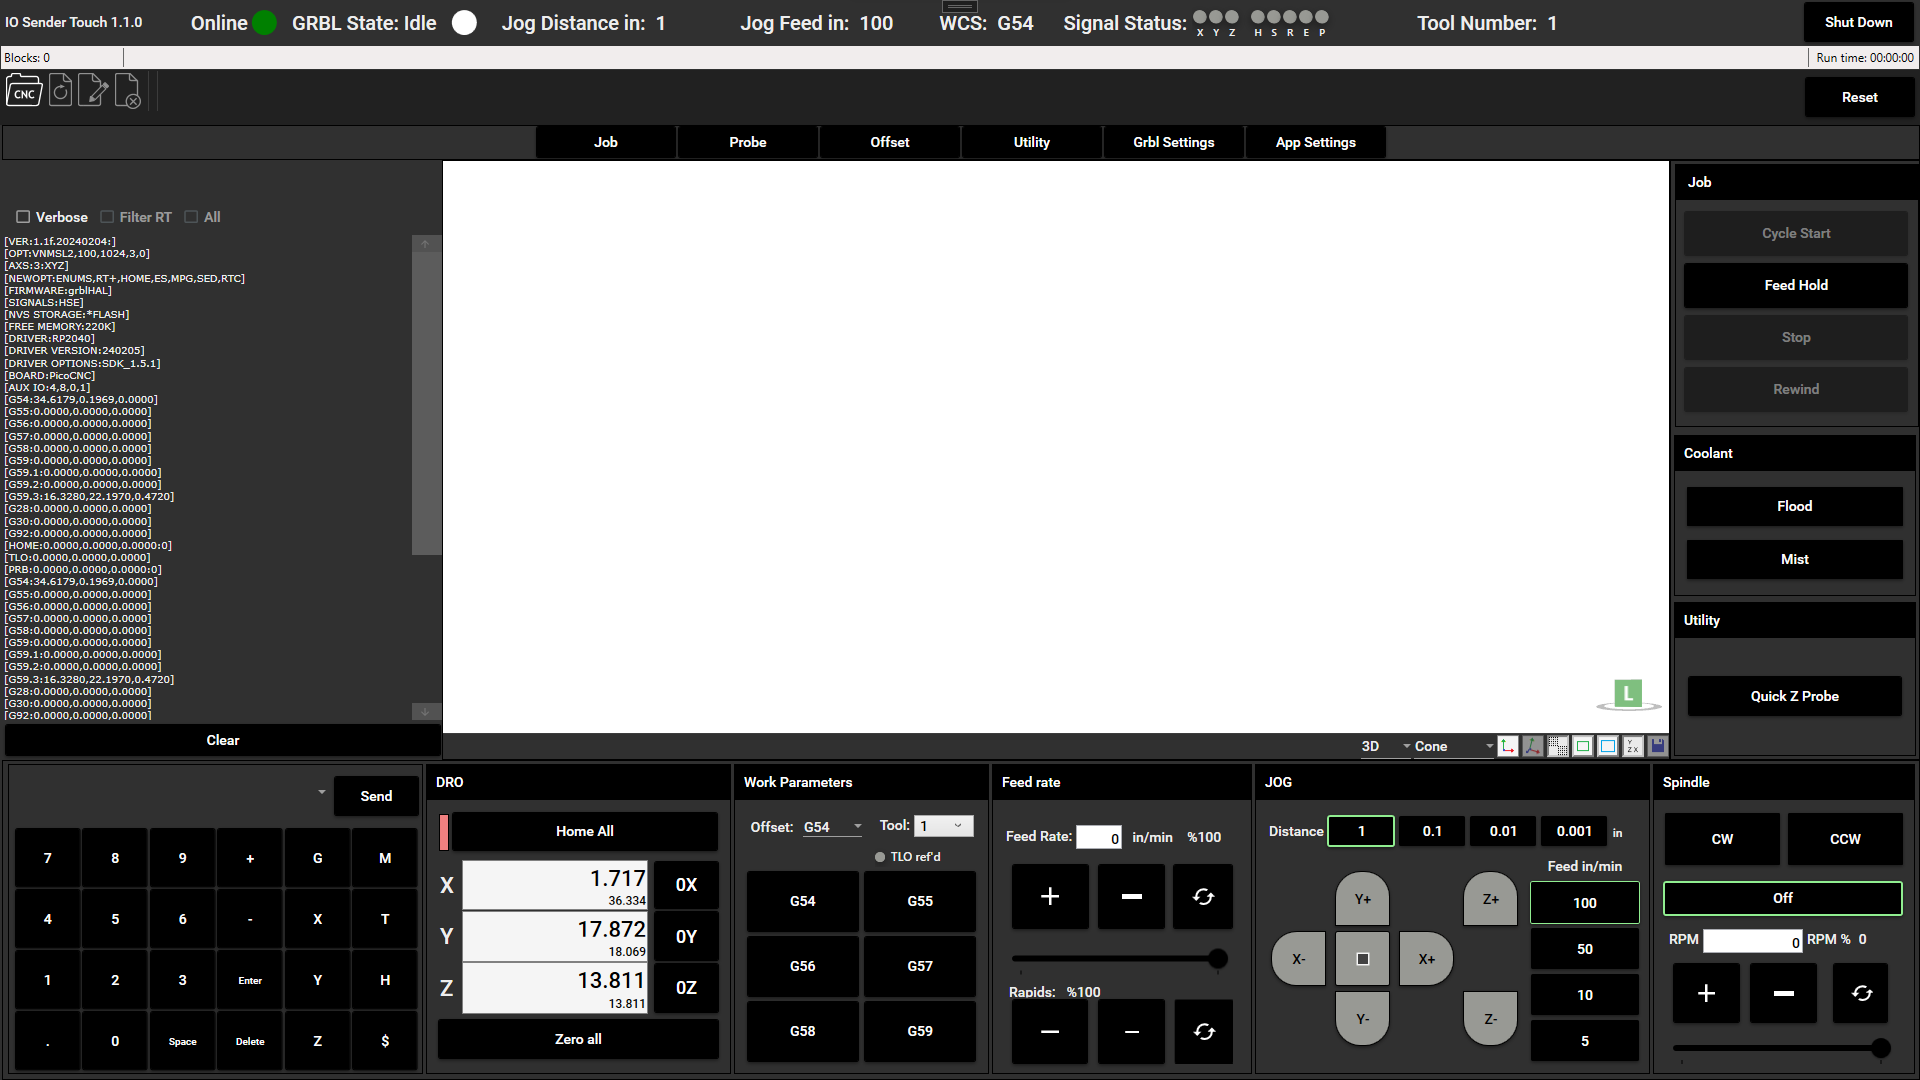 IO Sender Touch 1.1.0
Online
GRBL State: Idle
Jog Distance in: 1
Jog Feed in: 100
WCS: G54
Signal Status:
X Y Z H S R E P
Tool Number: 1
Shut Down
Blocks: 0
Run time: 00:00:00
CNC
Reset
Job
Probe
Offset
Utility
Grbl Settings
App Settings
Verbose
Filter RT
All
[VER:1.1f.20240204:]
[OPT:VNMSL2,100,1024,3,0]
[AXS:3:XYZ]
[NEWOPT:ENUMS,RT+,HOME,ES,MPG,SED,RTC]
[FIRMWARE:grblHAL]
[SIGNALS:HSE]
[NVS STORAGE:*FLASH]
[FREE MEMORY:220K]
[DRIVER:RP2040]
[DRIVER VERSION:240205]
[DRIVER OPTIONS:SDK_1.5.1]
[BOARD:PicoCNC]
[AUX IO:4,8,0,1]
[G54:34.6179,0.1969,0.0000]
[G55:0.0000,0.0000,0.0000]
[G56:0.0000,0.0000,0.0000]
[G57:0.0000,0.0000,0.0000]
[G58:0.0000,0.0000,0.0000]
[G59:0.0000,0.0000,0.0000]
[G59.1:0.0000,0.0000,0.0000]
[G59.2:0.0000,0.0000,0.0000]
[G59.3:16.3280,22.1970,0.4720]
[G28:0.0000,0.0000,0.0000]
[G30:0.0000,0.0000,0.0000]
[G92:0.0000,0.0000,0.0000]
[HOME:0.0000,0.0000,0.0000:0]
[TLO:0.0000,0.0000,0.0000]
[PRB:0.0000,0.0000,0.0000:0]
[G54:34.6179,0.1969,0.0000]
[G55:0.0000,0.0000,0.0000]
[G56:0.0000,0.0000,0.0000]
[G57:0.0000,0.0000,0.0000]
[G58:0.0000,0.0000,0.0000]
[G59:0.0000,0.0000,0.0000]
[G59.1:0.0000,0.0000,0.0000]
[G59.2:0.0000,0.0000,0.0000]
[G59.3:16.3280,22.1970,0.4720]
[G28:0.0000,0.0000,0.0000]
[G30:0.0000,0.0000,0.0000]
[G92:0.0000,0.0000,0.0000]
Clear
L
3D
Cone
Y
Z X
Job
Cycle Start
Feed Hold
Stop
Rewind
Coolant
Flood
Mist
Utility
Quick Z Probe
Send
7 8 9 + G M
4 5 6 - X T
1 2 3 Enter Y H
. 0 Space Delete Z $
DRO
Home All
X 1.717 0X
36.334
Y 17.872 0Y
18.069
Z 13.811 0Z
13.811
Zero all
Work Parameters
Offset: G54 Tool: 1
TLO ref'd
G54 G55
G56 G57
G58 G59
Feed rate
Feed Rate: 0 in/min %100
Rapids: %100
JOG
Distance 1 0.1 0.01 0.001 in
Feed in/min
Y+ Z+
100
50
X- X+
10
Y- Z-
5
Spindle
CW CCW
Off
RPM 0 RPM % 0